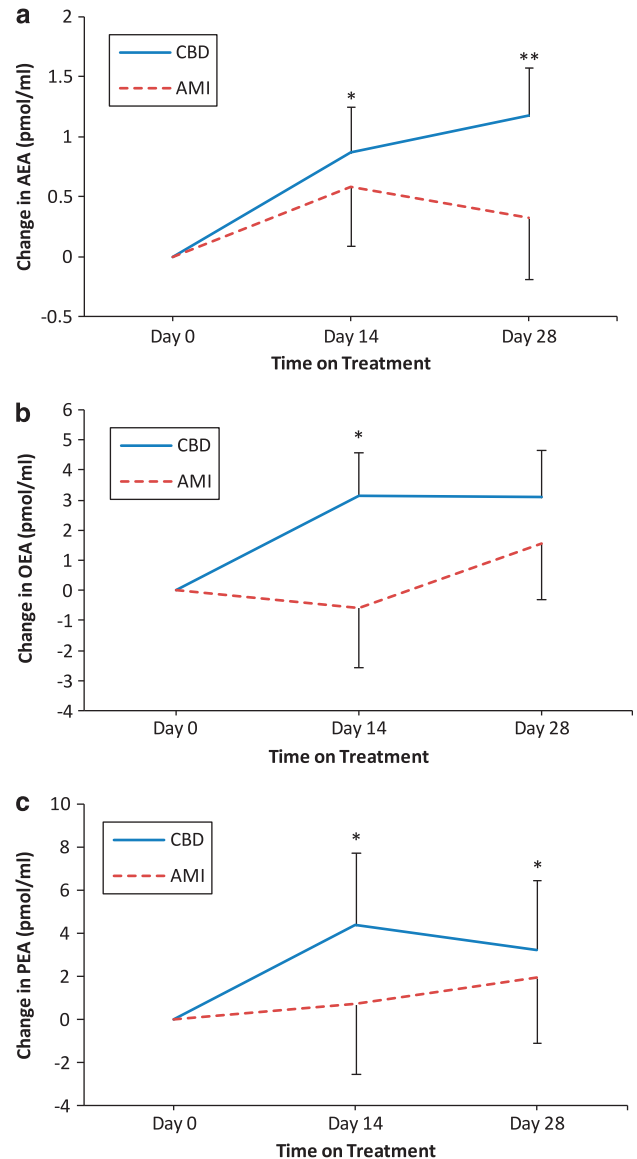 a
2
1.5
1
0.5
0
-0.5
Change in AEA (pmol/ml)
CBD
AMI
*
**
Day 0 Day 14 Day 28
Time on Treatment
b
6
5
4
3
2
1
0
-1
-2
-3
-4
Change in OEA (pmol/ml)
CBD
AMI
*
Day 0 Day 14 Day 28
Time on Treatment
c
10
8
6
4
2
0
-2
-4
Change in PEA (pmol/ml)
CBD
AMI
*
*
Day 0 Day 14 Day 28
Time on Treatment